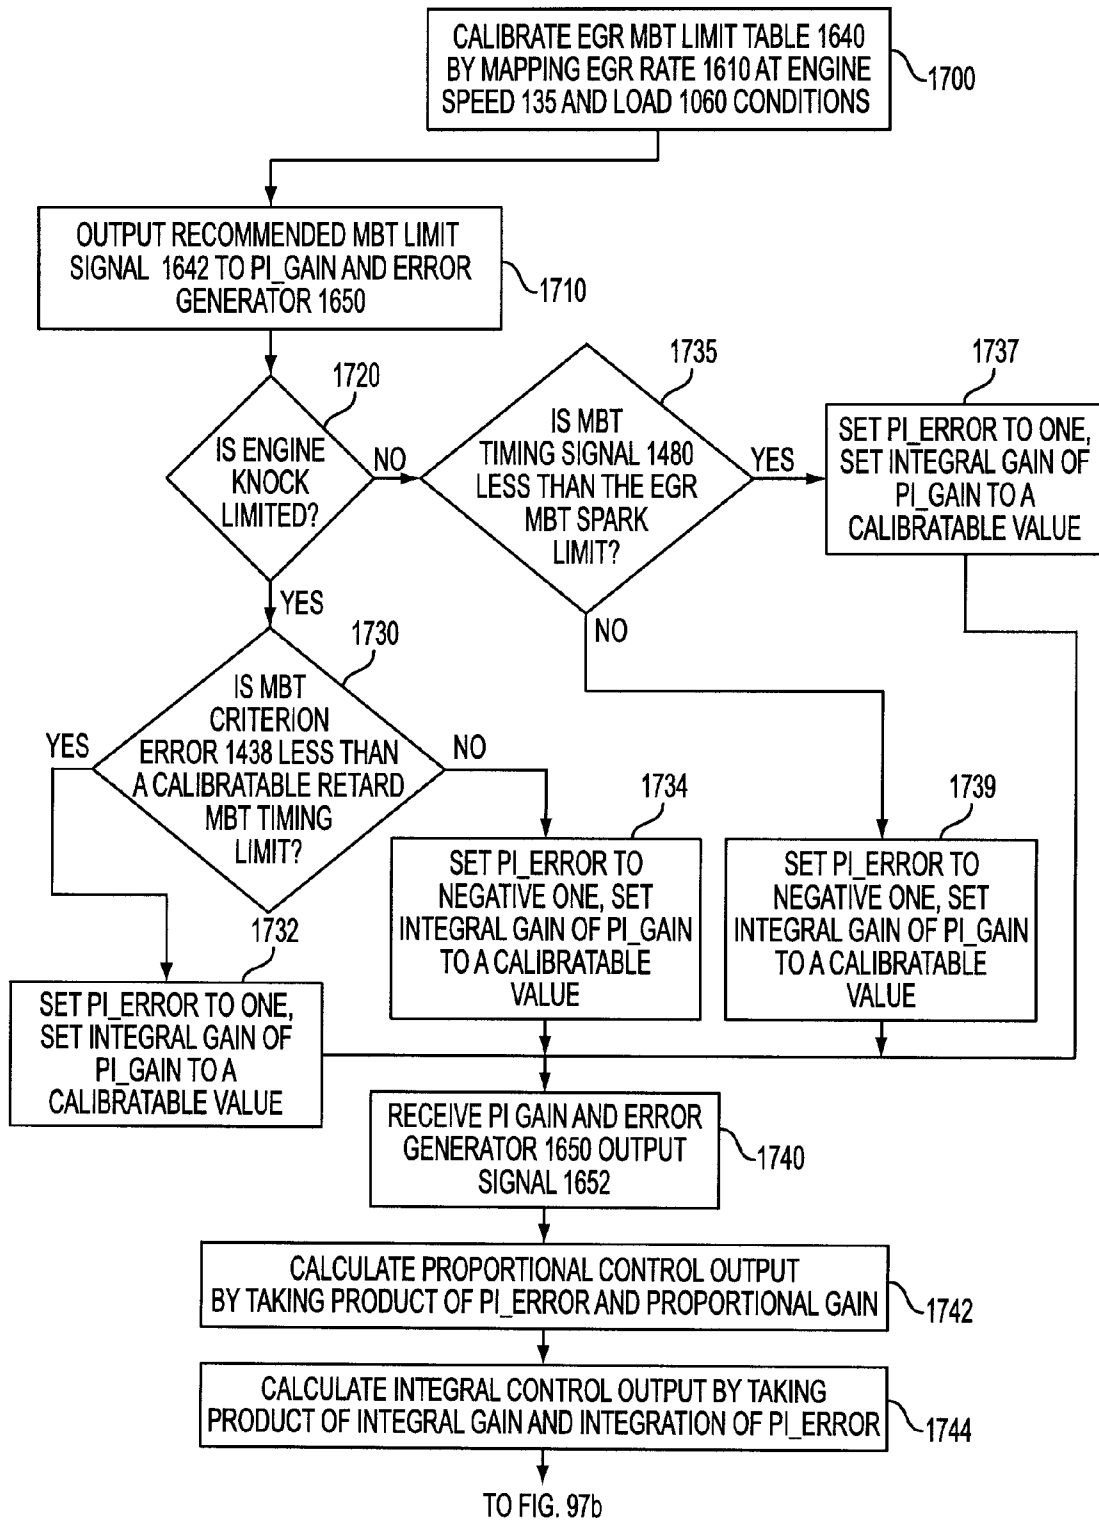 CALIBRATE EGR MBT LIMIT TABLE 1640
BY MAPPING EGR RATE 1610 AT ENGINE
SPEED 135 AND LOAD 1060 CONDITIONS
1700
OUTPUT RECOMMENDED MBT LIMIT
SIGNAL 1642 TO PI_GAIN AND ERROR
GENERATOR 1650
1710
1720
IS ENGINE
KNOCK
LIMITED?
NO
YES
1735
IS MBT
TIMING SIGNAL 1480
LESS THAN THE EGR
MBT SPARK
LIMIT?
YES
NO
1737
SET PI_ERROR TO ONE,
SET INTEGRAL GAIN OF
PI_GAIN TO A
CALIBRATABLE VALUE
1730
IS MBT
CRITERION
ERROR 1438 LESS THAN
A CALIBRATABLE RETARD
MBT TIMING
LIMIT?
YES
NO
1734
SET PI_ERROR TO
NEGATIVE ONE, SET
INTEGRAL GAIN OF PI_GAIN
TO A CALIBRATABLE
VALUE
1739
SET PI_ERROR TO
NEGATIVE ONE, SET
INTEGRAL GAIN OF PI_GAIN
TO A CALIBRATABLE
VALUE
1732
SET PI_ERROR TO ONE,
SET INTEGRAL GAIN OF
PI_GAIN TO A
CALIBRATABLE VALUE
RECEIVE PI GAIN AND ERROR
GENERATOR 1650 OUTPUT
SIGNAL 1652
1740
CALCULATE PROPORTIONAL CONTROL OUTPUT
BY TAKING PRODUCT OF PI_ERROR AND PROPORTIONAL GAIN
1742
CALCULATE INTEGRAL CONTROL OUTPUT BY TAKING
PRODUCT OF INTEGRAL GAIN AND INTEGRATION OF PI_ERROR
1744
TO FIG. 97b